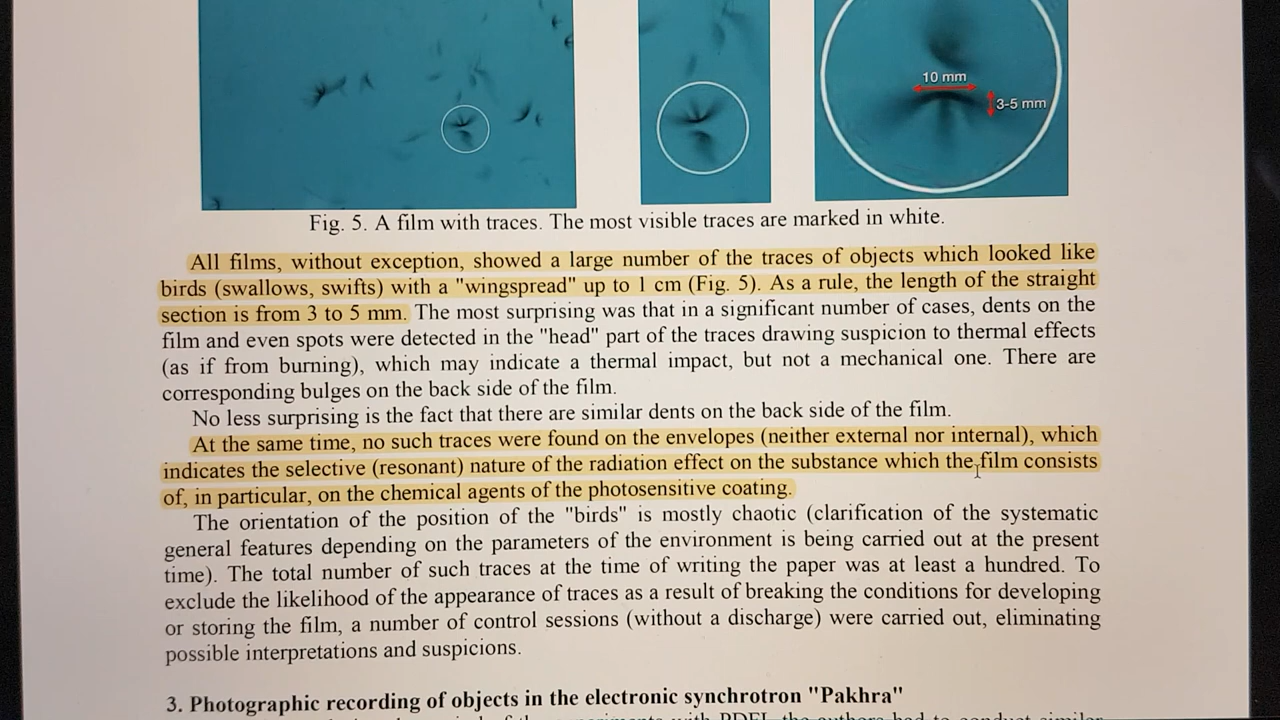 10 mm
3-5 mm
Fig. 5. A film with traces. The most visible traces are marked in white.
All films, without exception, showed a large number of the traces of objects which looked like
birds (swallows, swifts) with a "wingspread" up to 1 cm (Fig. 5). As a rule, the length of the straight
section is from 3 to 5 mm. The most surprising was that in a significant number of cases, dents on the
film and even spots were detected in the "head" part of the traces drawing suspicion to thermal effects
(as if from burning), which may indicate a thermal impact, but not a mechanical one. There are
corresponding bulges on the back side of the film.
No less surprising is the fact that there are similar dents on the back side of the film.
At the same time, no such traces were found on the envelopes (neither external nor internal), which
indicates the selective (resonant) nature of the radiation effect on the substance which the film consists
of, in particular, on the chemical agents of the photosensitive coating.
The orientation of the position of the "birds" is mostly chaotic (clarification of the systematic
general features depending on the parameters of the environment is being carried out at the present
time). The total number of such traces at the time of writing the paper was at least a hundred. To
exclude the likelihood of the appearance of traces as a result of breaking the conditions for developing
or storing the film, a number of control sessions (without a discharge) were carried out, eliminating
possible interpretations and suspicions.
3. Photographic recording of objects in the electronic synchrotron "Pakhra"
the authors had to conduct similar